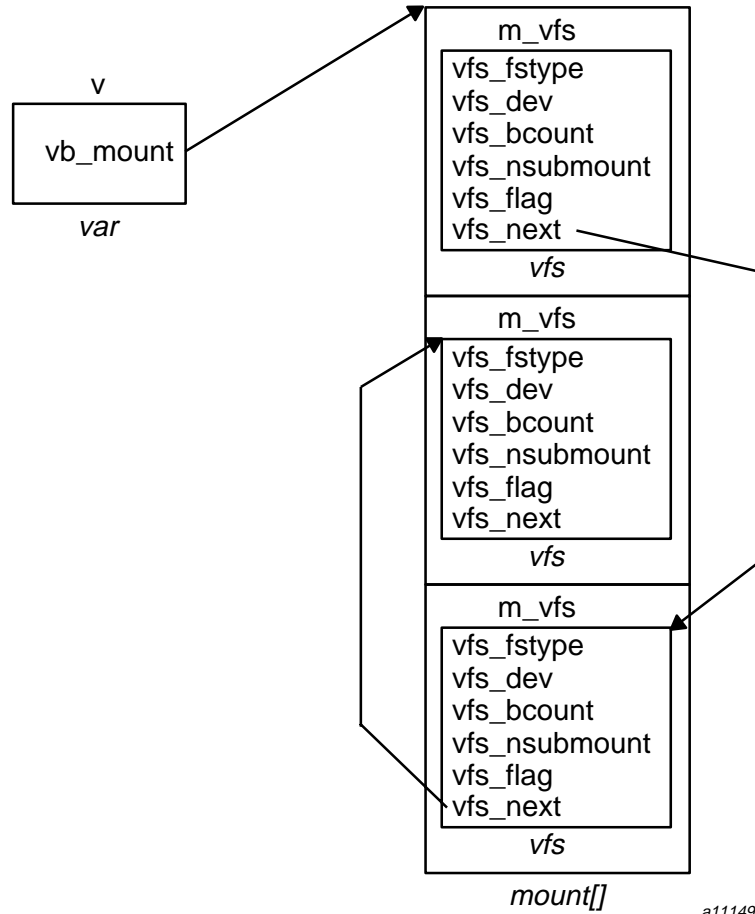 v
vb_mount
var
m_vfs
vfs_fstype
vfs_dev
vfs_bcount
vfs_nsubmount
vfs_flag
vfs_next
vfs
m_vfs
vfs_fstype
vfs_dev
vfs_bcount
vfs_nsubmount
vfs_flag
vfs_next
vfs
m_vfs
vfs_fstype
vfs_dev
vfs_bcount
vfs_nsubmount
vfs_flag
vfs_next
vfs
mount[]
a11149